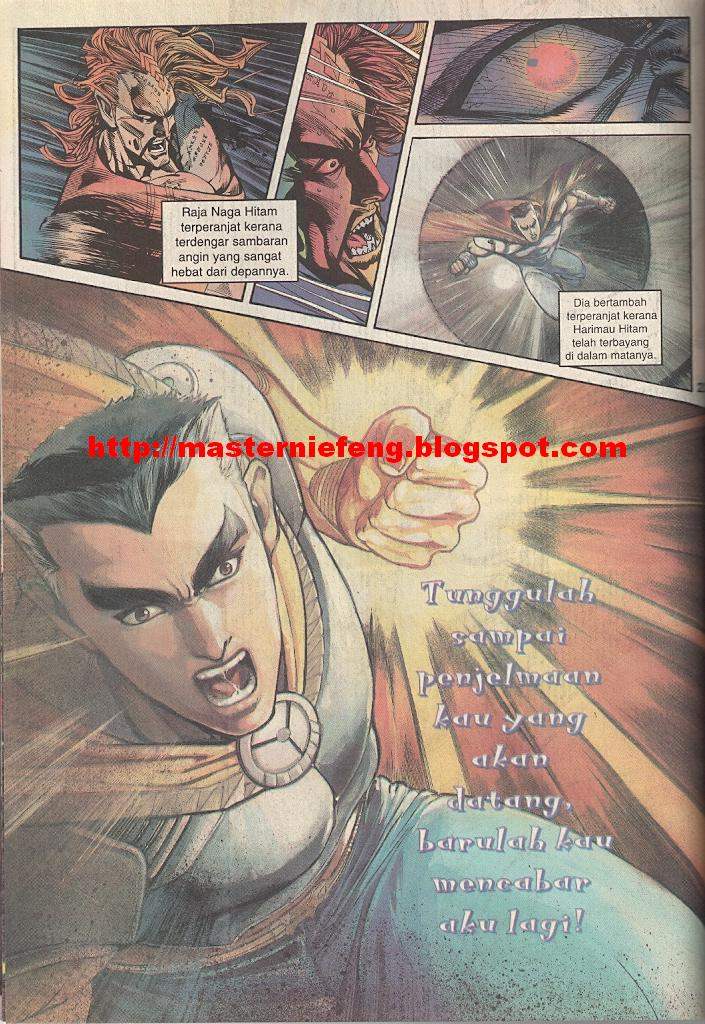 Raja Naga Hitam
terperanjat kerana
terdengar sambaran
angin yang sangat
hebat dari depannya.
Dia bertambah
terperanjat kerana
Harimau Hitam
telah terbayang
di dalam matanya.
http://masterniefeng.blogspot.com
Tunggulah
sampai
penjelmaan
kau yang
akan
datang,
barulah kau
mencabar
aku lagi!